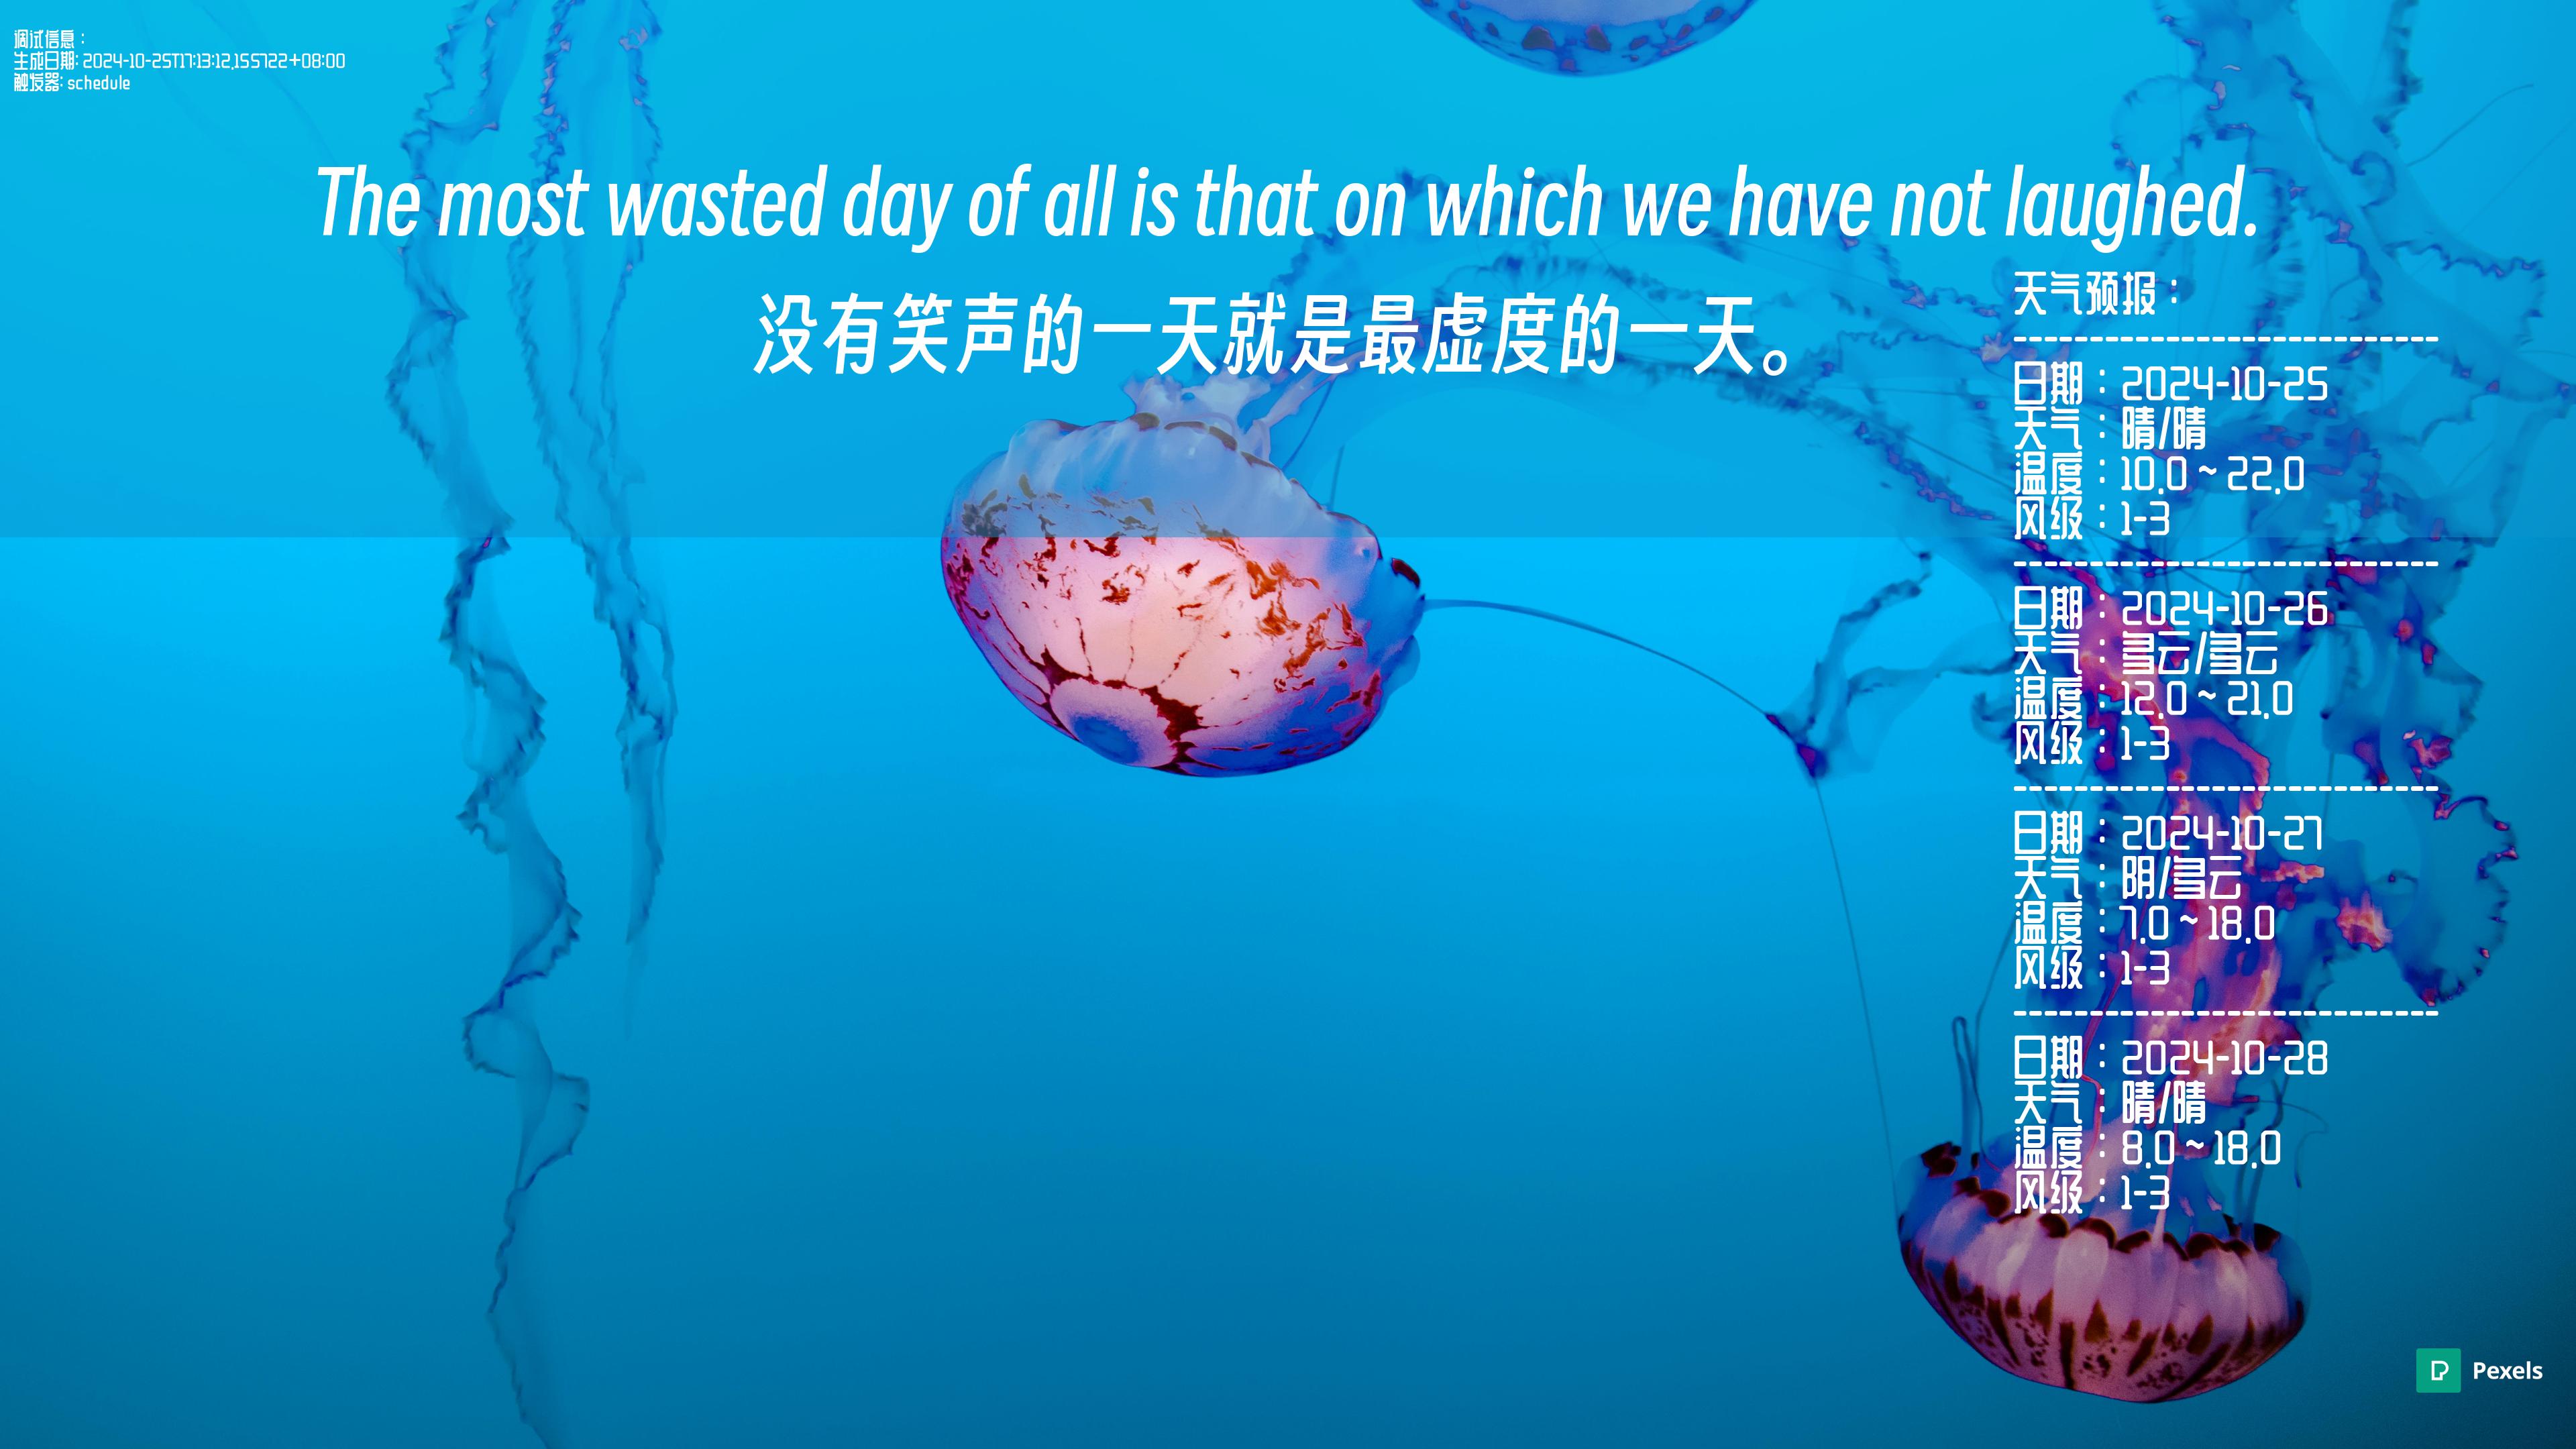 调试信息：
生成日期: 2024-10-25T17:13:12.155722+08:00
触发器: schedule
The most wasted day of all is that on which we have not laughed.
没有笑声的一天就是最虚度的一天。
天气预报：
------------------------------
日期：2024-10-25
天气：晴/晴
温度：10.0 ~ 22.0
风级：1-3
------------------------------
日期：2024-10-26
天气：多云/多云
温度：12.0 ~ 21.0
风级：1-3
------------------------------
日期：2024-10-27
天气：阴/多云
温度：7.0 ~ 18.0
风级：1-3
------------------------------
日期：2024-10-28
天气：晴/晴
温度：8.0 ~ 18.0
风级：1-3
Pexels